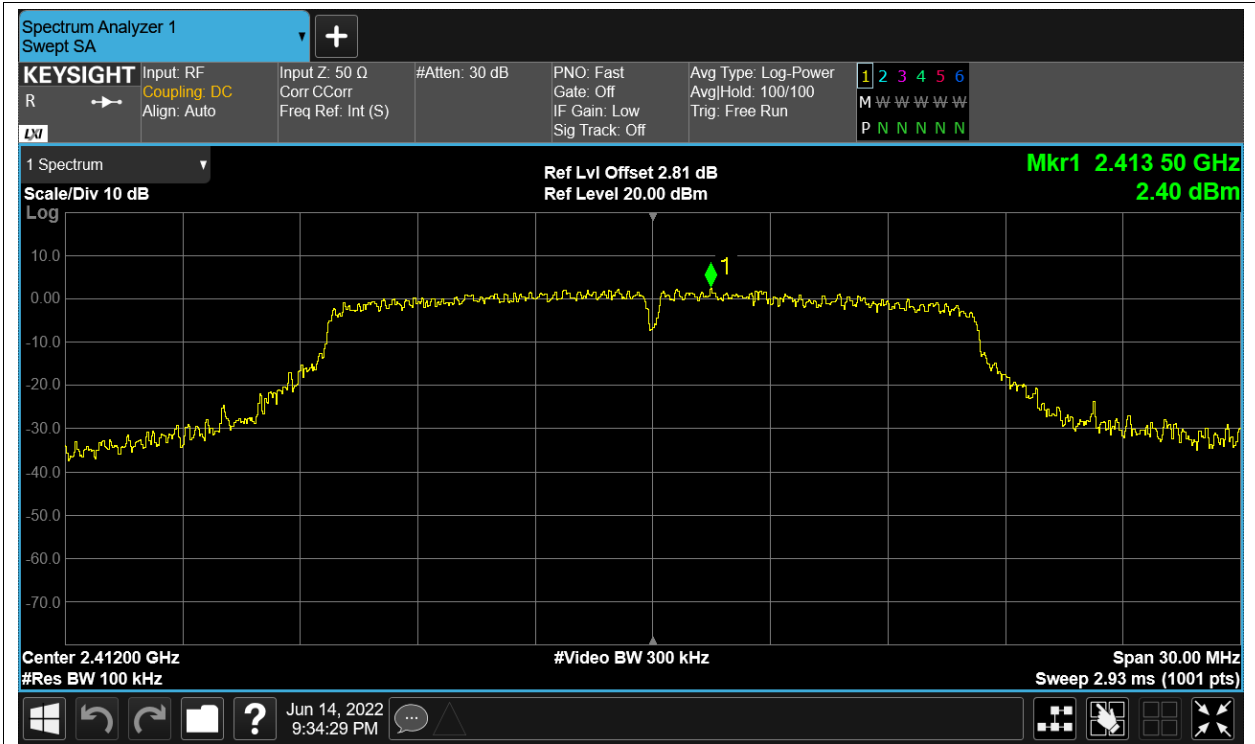 Spectrum Analyzer 1
Swept SA
KEYSIGHT
R
LXI
Input: RF
Coupling: DC
Align: Auto
Input Z: 50 Ω
Corr CCorr
Freq Ref: Int (S)
#Atten: 30 dB
PNO: Fast
Gate: Off
IF Gain: Low
Sig Track: Off
Avg Type: Log-Power
Avg|Hold: 100/100
Trig: Free Run
1 2 3 4 5 6
M W W W W W
P N N N N N
1 Spectrum
Scale/Div 10 dB
Log
Ref Lvl Offset 2.81 dB
Ref Level 20.00 dBm
Mkr1 2.413 50 GHz
2.40 dBm
1
10.0
0.00
-10.0
-20.0
-30.0
-40.0
-50.0
-60.0
-70.0
Center 2.41200 GHz
#Res BW 100 kHz
#Video BW 300 kHz
Span 30.00 MHz
Sweep 2.93 ms (1001 pts)
?
Jun 14, 2022
9:34:29 PM